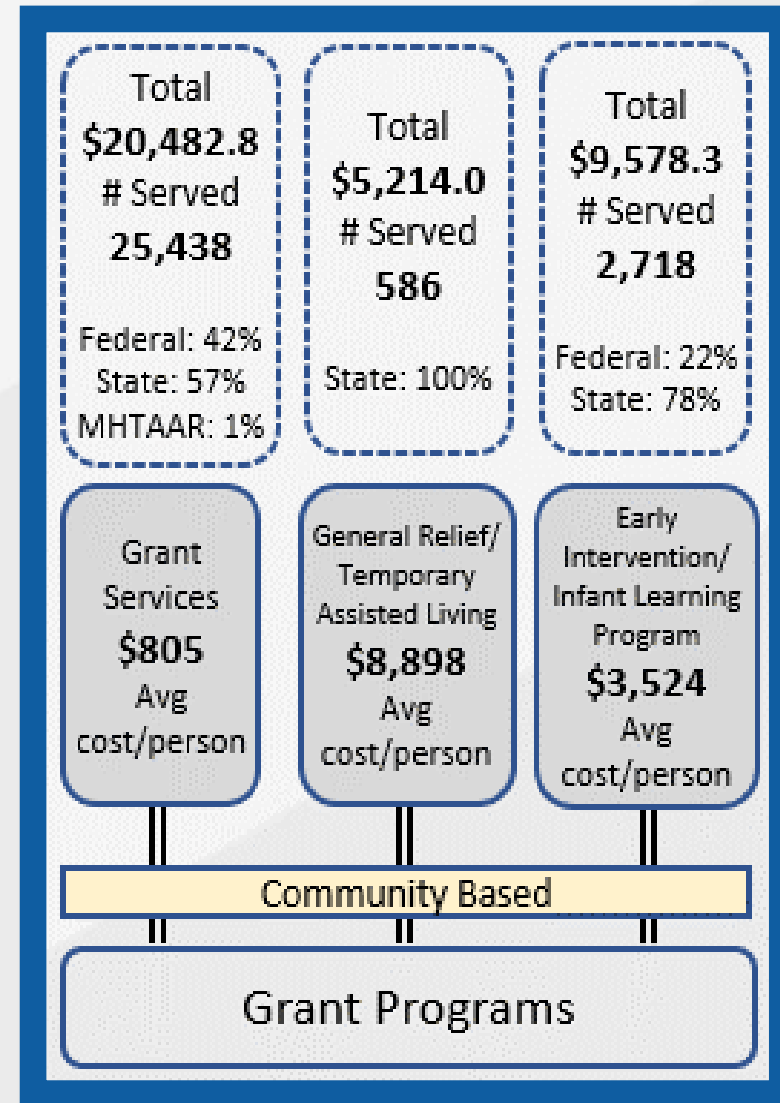 Total
$20,482.8
# Served
25,438
Federal: 42%
State: 57%
MHTAAR: 1%
Total
$5,214.0
# Served
586
State: 100%
Total
$9,578.3
# Served
2,718
Federal: 22%
State: 78%
Grant
Services
$805
Avg
cost/person
General Relief/
Temporary
Assisted Living
$8,898
Avg
cost/person
Early
Intervention/
Infant Learning
Program
$3,524
Avg
cost/person
Community Based
Grant Programs